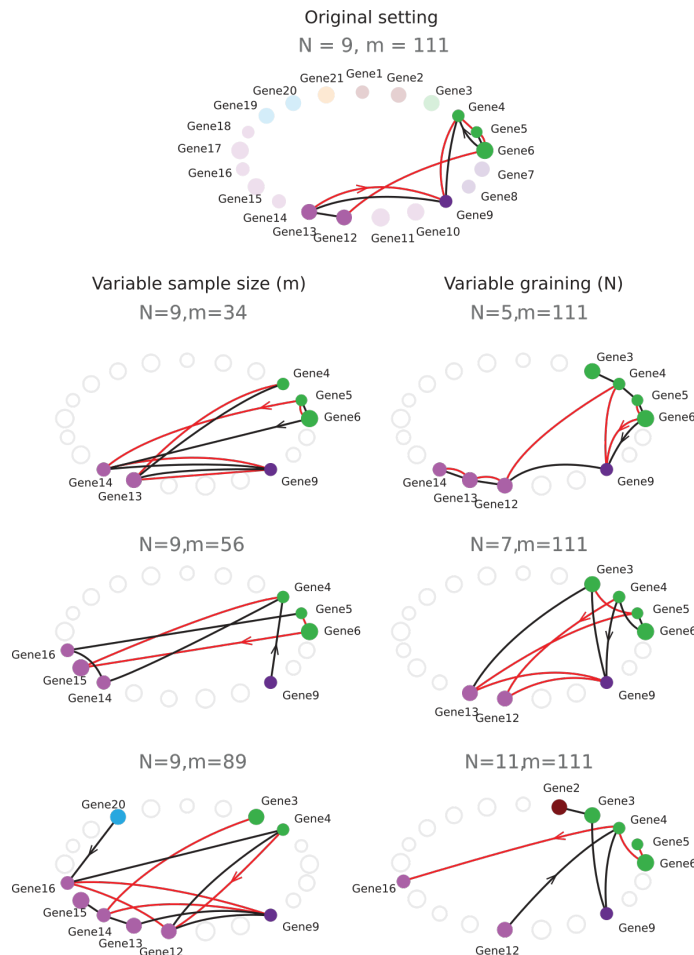 Original setting
N = 9, m = 111
Gene1
Gene21
Gene2
Gene20
Gene3
Gene19
Gene4
Gene18
Gene5
Gene17
Gene6
Gene16
Gene7
Gene15
Gene8
Gene14
Gene9
Gene13
Gene10
Gene12
Gene11
Variable sample size (m)
N=9,m=34
Gene4
Gene5
Gene6
Gene14
Gene9
Gene13
N=9,m=56
Gene4
Gene5
Gene6
Gene16
Gene15
Gene14
Gene9
N=9,m=89
Gene20
Gene3
Gene4
Gene16
Gene15
Gene14
Gene9
Gene13
Gene12
Variable graining (N)
N=5,m=111
Gene3
Gene4
Gene5
Gene6
Gene14
Gene9
Gene13
Gene12
N=7,m=111
Gene3
Gene4
Gene5
Gene6
Gene13
Gene9
Gene12
N=11,m=111
Gene2
Gene3
Gene4
Gene5
Gene6
Gene16
Gene9
Gene12